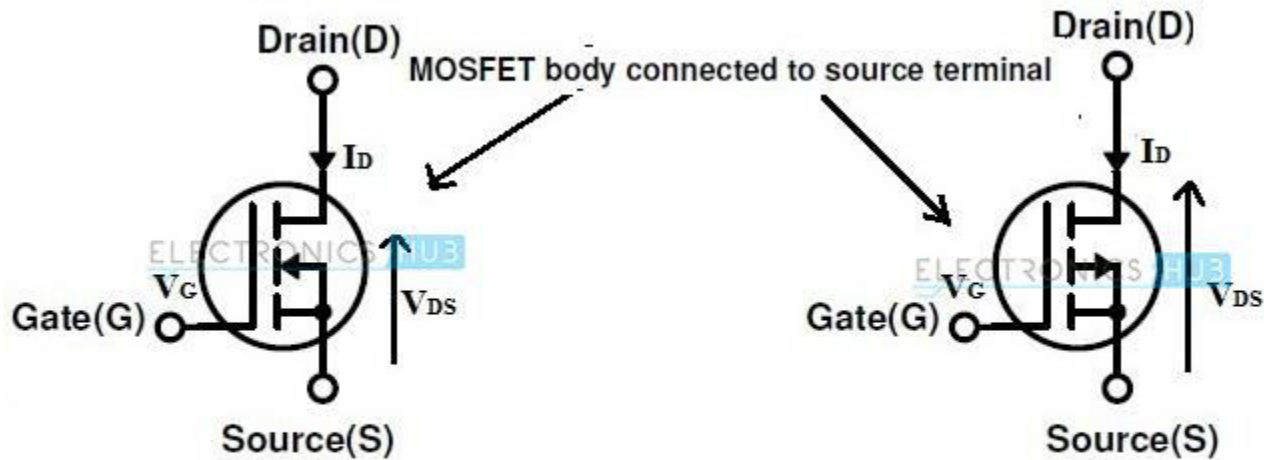 Drain(D)
MOSFET body connected to source terminal
Drain(D)
ID
ID
ELECTRONICS HUB
VG
VDS
Gate(G)
Source(S)
ELECTRONICS HUB
VG
VDS
Gate(G)
Source(S)